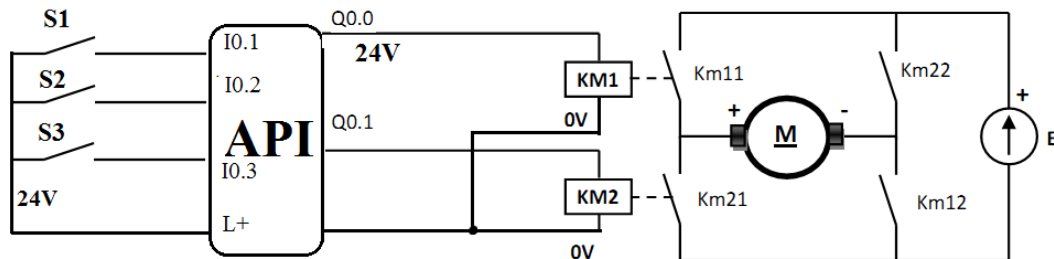 S1
S2
S3
24V
I0.1
I0.2
API
I0.3
L+
Q0.0
24V
Q0.1
KM1
0V
KM2
0V
Km11
Km22
+
M
-
Km21
Km12
+
E